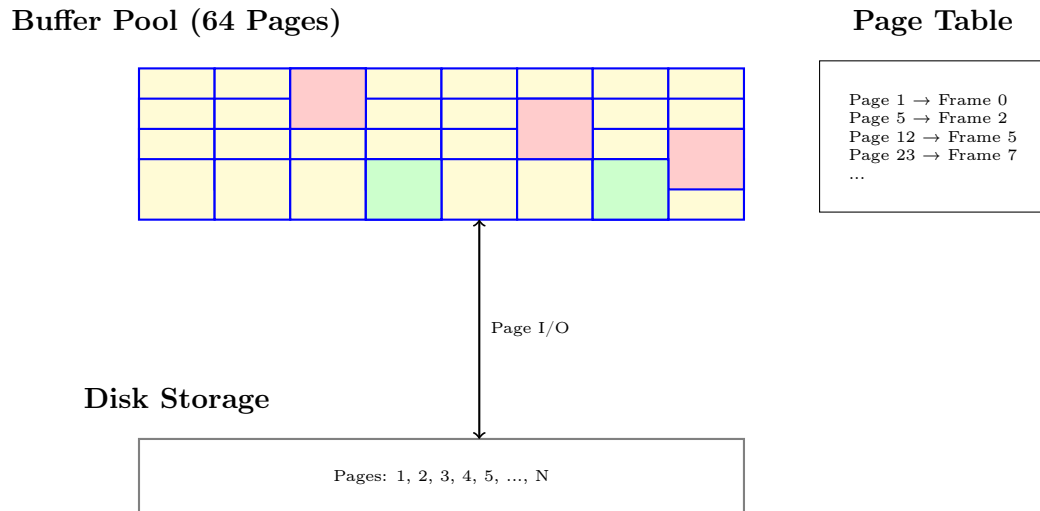 Buffer Pool (64 Pages)
Page Table
Page 1 → Frame 0
Page 5 → Frame 2
Page 12 → Frame 5
Page 23 → Frame 7
...
Page I/O
Disk Storage
Pages: 1, 2, 3, 4, 5, ..., N